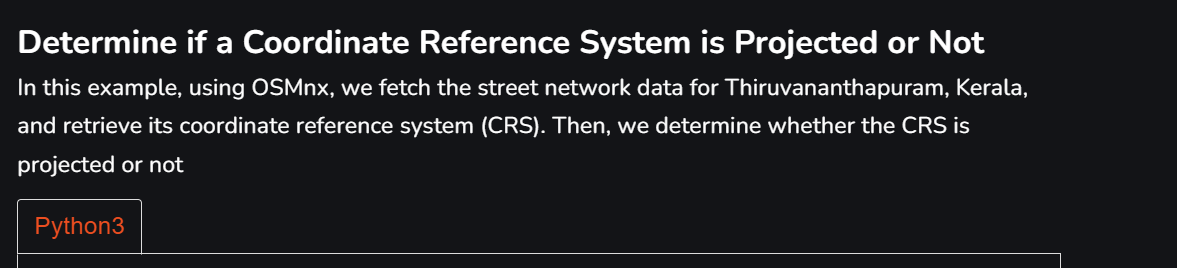 Determine if a Coordinate Reference System is Projected or Not
In this example, using OSMnx, we fetch the street network data for Thiruvananthapuram, Kerala,
and retrieve its coordinate reference system (CRS). Then, we determine whether the CRS is
projected or not
Python3